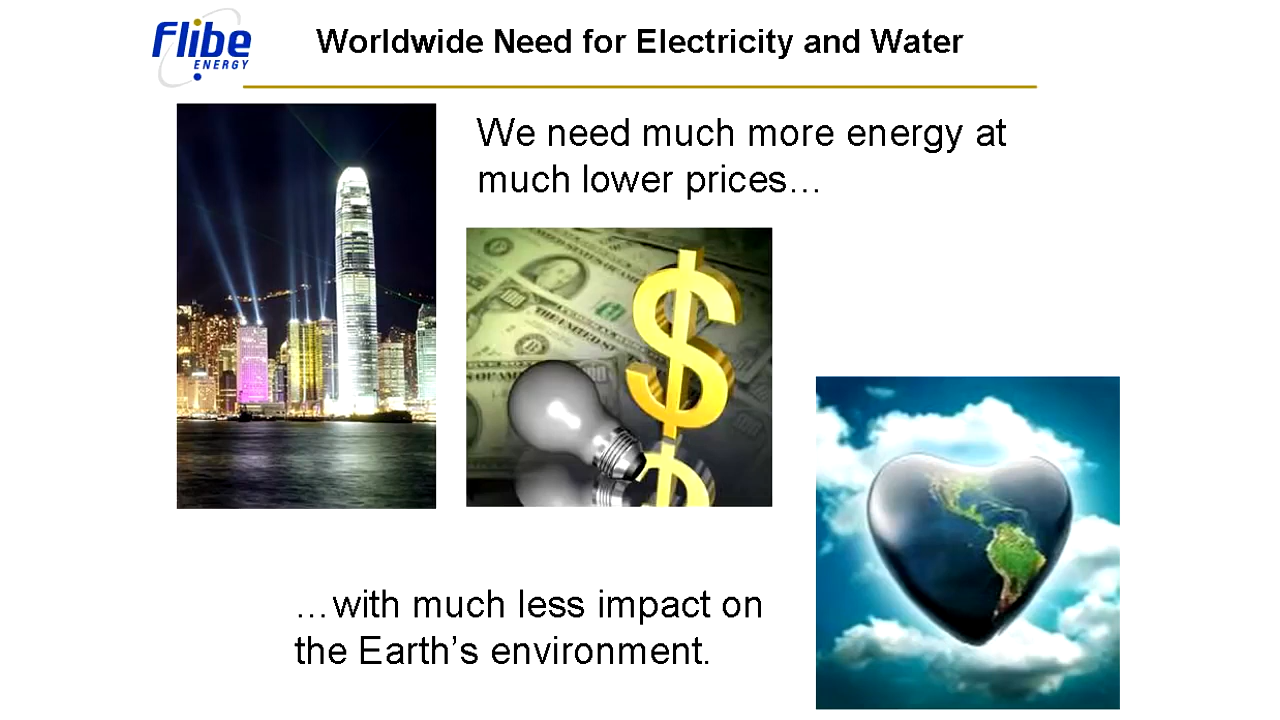 Flibe
ENERGY
Worldwide Need for Electricity and Water
We need much more energy at
much lower prices…
…with much less impact on
the Earth’s environment.